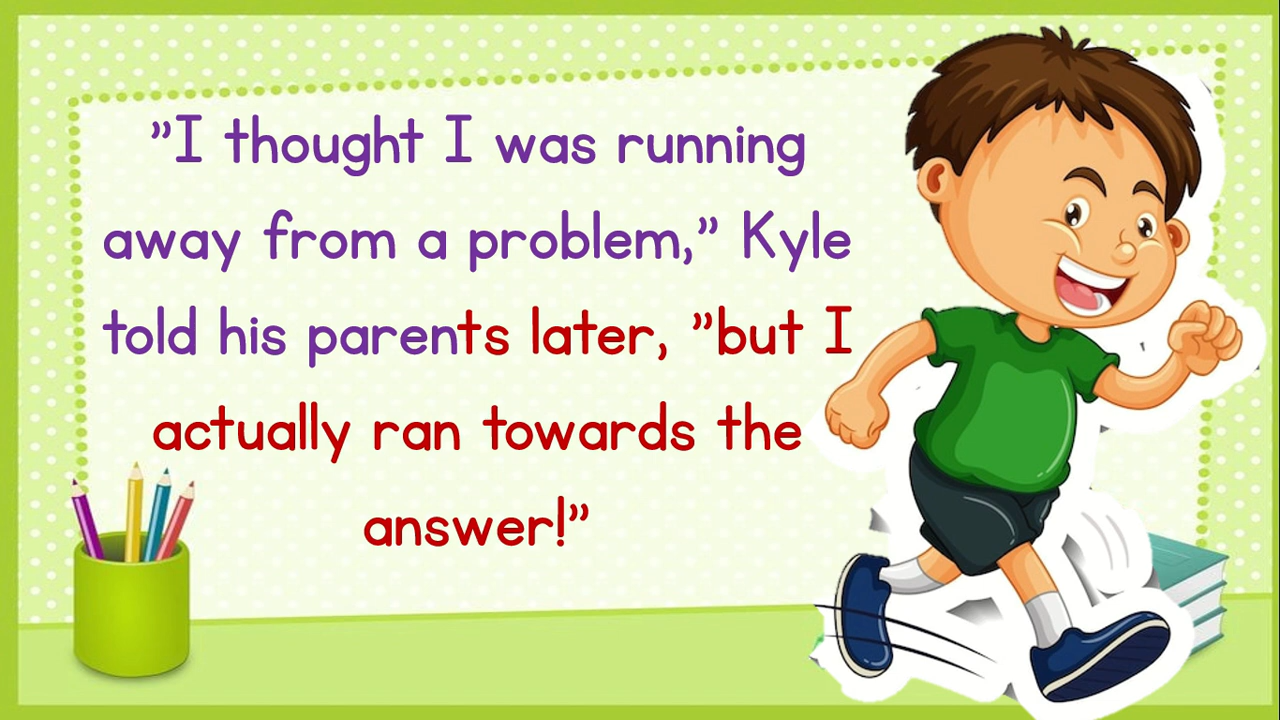 ”I thought I was running
away from a problem,” Kyle
told his parents later, ”but I
actually ran towards the
answer!”